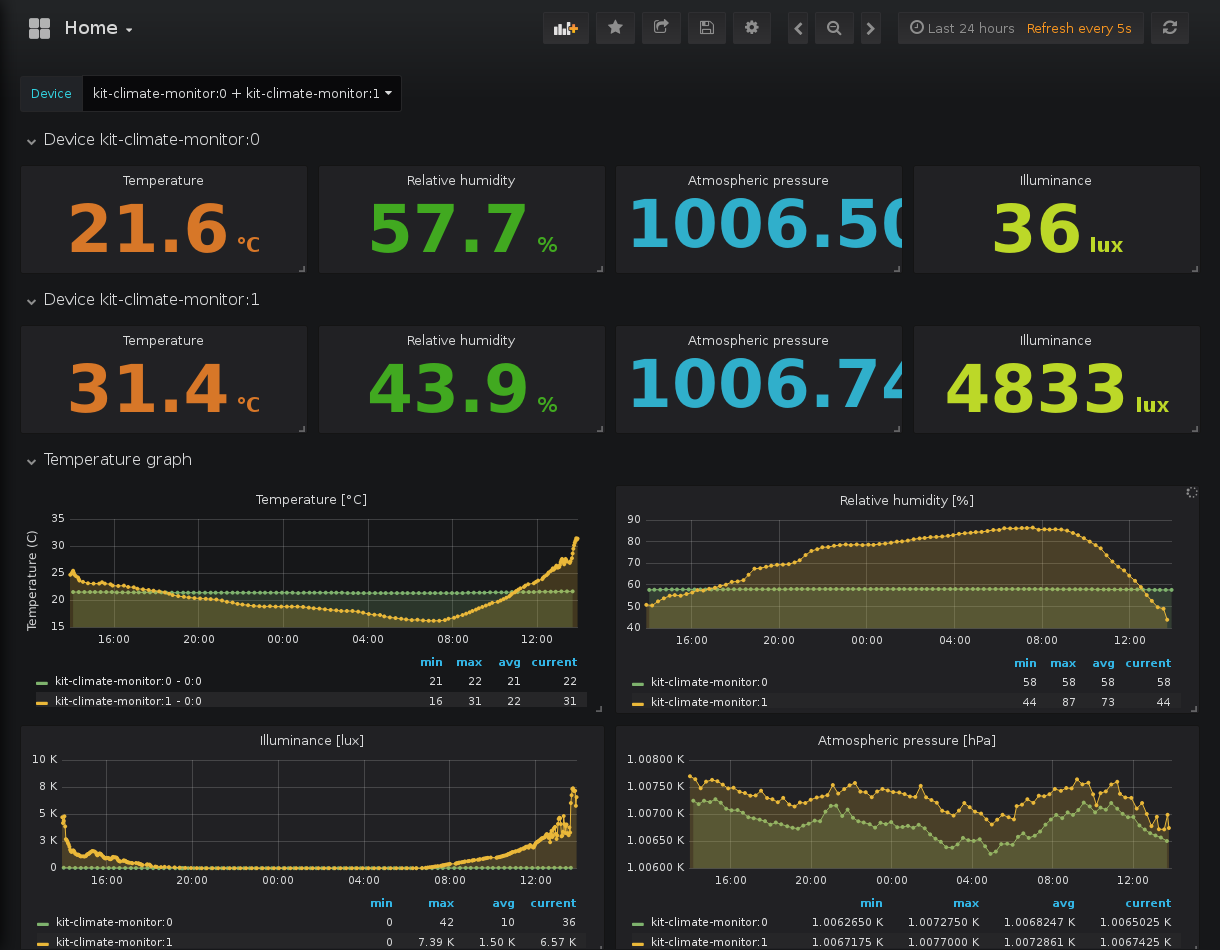 Home
Last 24 hours Refresh every 5s
Device kit-climate-monitor:0 + kit-climate-monitor:1
Device kit-climate-monitor:0
Temperature Relative humidity Atmospheric pressure Illuminance
21.6 °C 57.7 % 1006.50 36 lux
Device kit-climate-monitor:1
Temperature Relative humidity Atmospheric pressure Illuminance
31.4 °C 43.9 % 1006.74 4833 lux
Temperature graph
Temperature [°C]
Temperature (C)
35
30
25
20
15
16:00 20:00 00:00 04:00 08:00 12:00
min max avg current
kit-climate-monitor:0 - 0:0 21 22 21 22
kit-climate-monitor:1 - 0:0 16 31 22 31
Relative humidity [%]
90
80
70
60
50
40
16:00 20:00 00:00 04:00 08:00 12:00
min max avg current
kit-climate-monitor:0 58 58 58 58
kit-climate-monitor:1 44 87 73 44
Illuminance [lux]
10 K
8 K
5 K
3 K
0
16:00 20:00 00:00 04:00 08:00 12:00
min max avg current
kit-climate-monitor:0 0 42 10 36
kit-climate-monitor:1 0 7.39 K 1.50 K 6.57 K
Atmospheric pressure [hPa]
1.00800 K
1.00750 K
1.00700 K
1.00650 K
1.00600 K
16:00 20:00 00:00 04:00 08:00 12:00
min max avg current
kit-climate-monitor:0 1.0062650 K 1.0072750 K 1.0068247 K 1.0065025 K
kit-climate-monitor:1 1.0067175 K 1.0077000 K 1.0072861 K 1.0067425 K